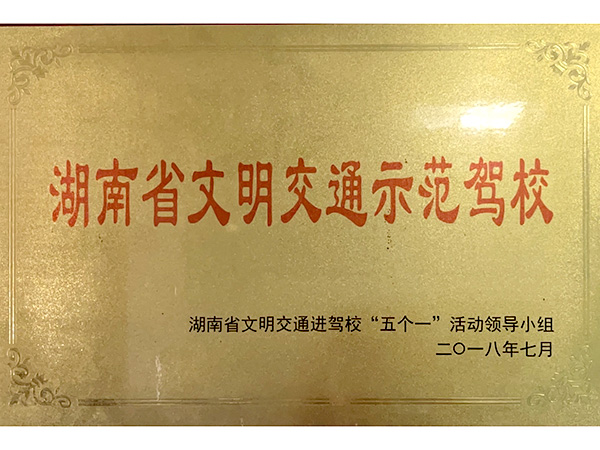 湖南省文明交通示范驾校
湖南省文明交通进驾校“五个一”活动领导小组
二〇一八年七月